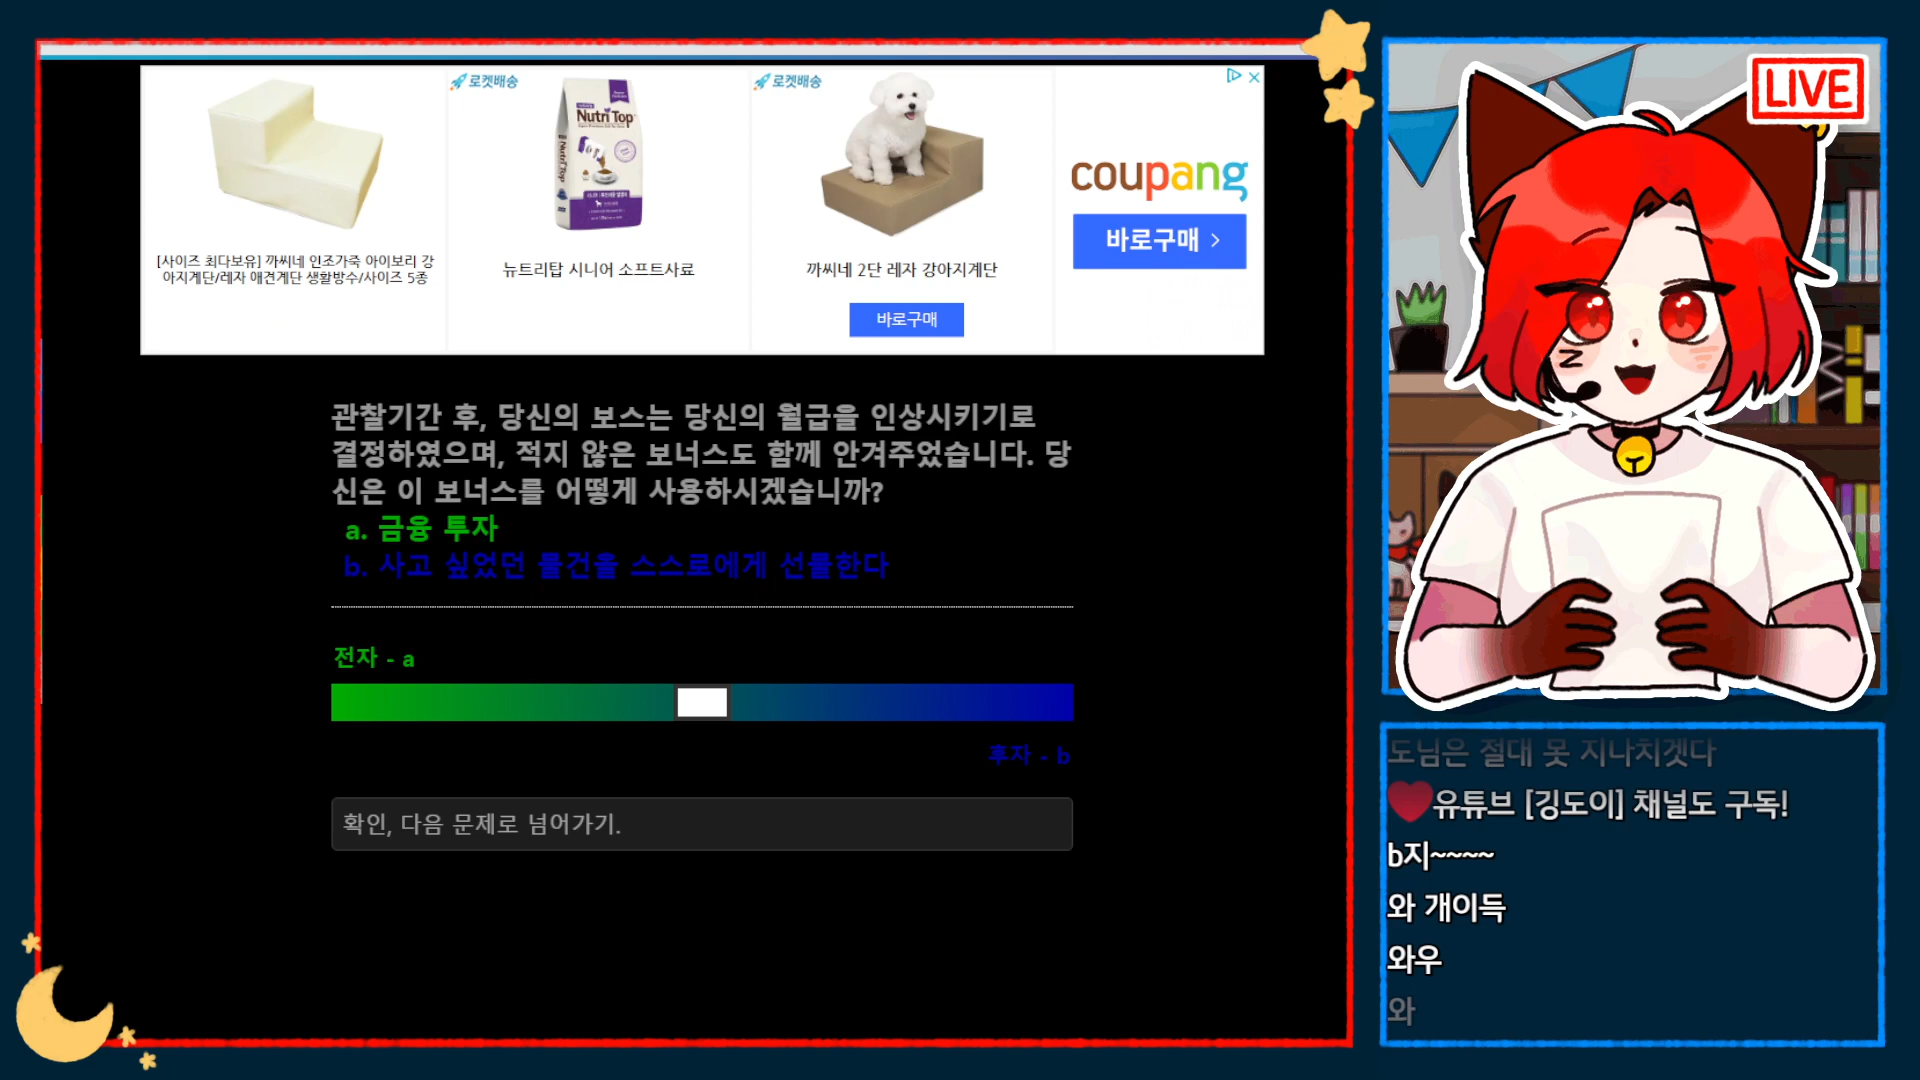 로켓배송
로켓배송
Nutri Top
Nutri Top
[사이즈 최다보유] 까씨네 인조가죽 아이보리 강
아지계단/레자 애견계단 생활방수/사이즈 5종
뉴트리탑 시니어 소프트사료
까씨네 2단 레자 강아지계단
바로구매
coupang
바로구매 >
관찰기간 후, 당신의 보스는 당신의 월급을 인상시키기로
결정하였으며, 적지 않은 보너스도 함께 안겨주었습니다. 당
신은 이 보너스를 어떻게 사용하시겠습니까?
a. 금융 투자
b. 사고 싶었던 물건을 스스로에게 선물한다
전자 - a
후자 - b
확인, 다음 문제로 넘어가기.
LIVE
도님은 절대 못 지나치겟다
유튜브 [깅도이] 채널도 구독!
b지~~~~
와 개이득
와우
와